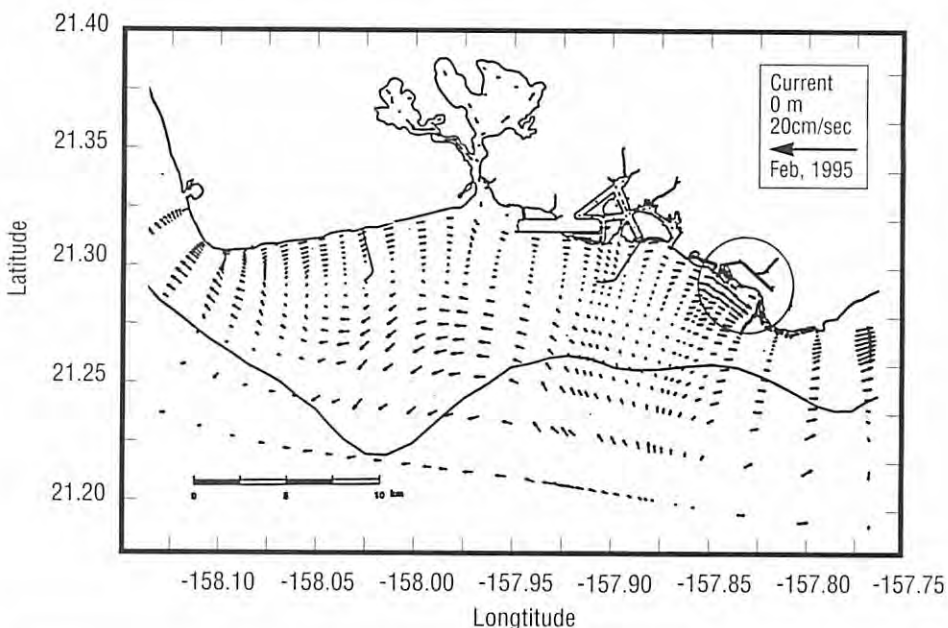 21.40
21.35
21.30
21.25
21.20
Latitude
Current
0 m
20cm/sec
Feb, 1995
0 5 10 km
-158.10 -158.05 -158.00 -157.95 -157.90 -157.85 -157.80 -157.75
Longtitude